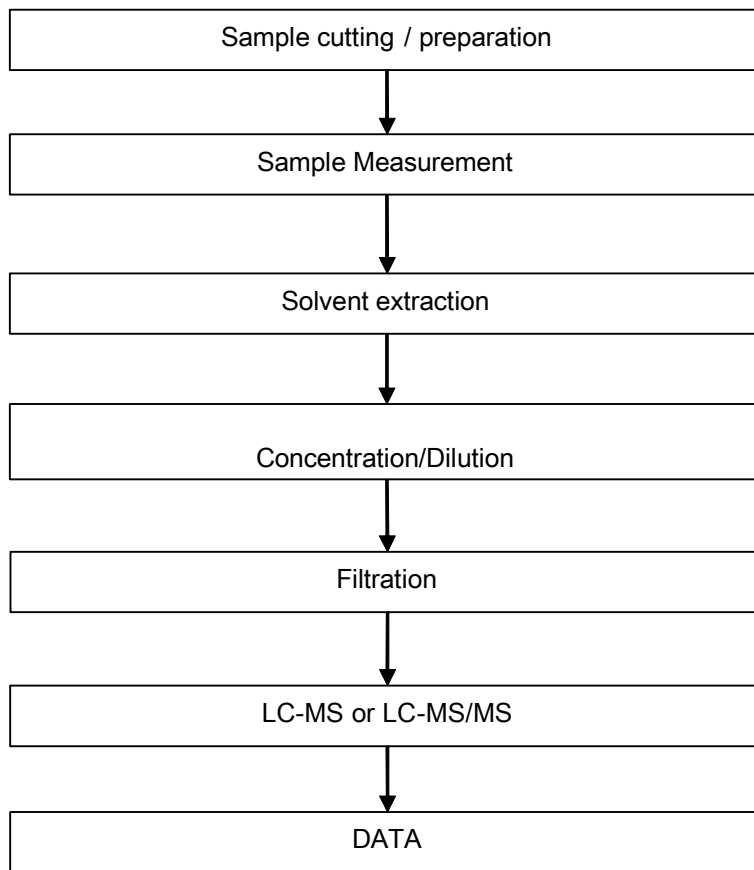 Sample cutting / preparation
Sample Measurement
Solvent extraction
Concentration/Dilution
Filtration
LC-MS or LC-MS/MS
DATA